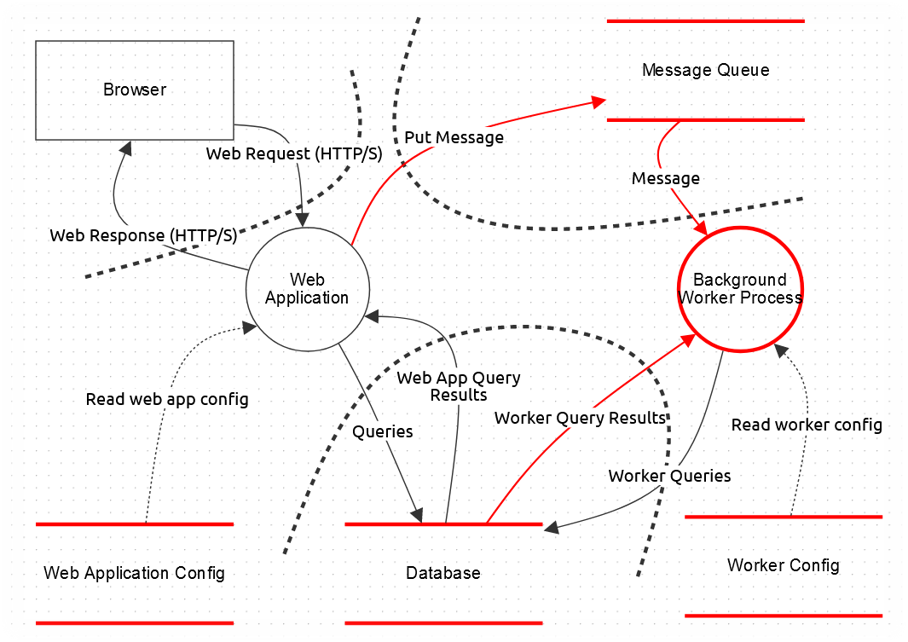 Browser
Message Queue
Put Message
Web Request (HTTP/S)
Message
Web Response (HTTP/S)
Web
Application
Background
Worker Process
Web App Query
Results
Read web app config
Worker Query Results
Read worker config
Queries
Worker Queries
Web Application Config
Database
Worker Config